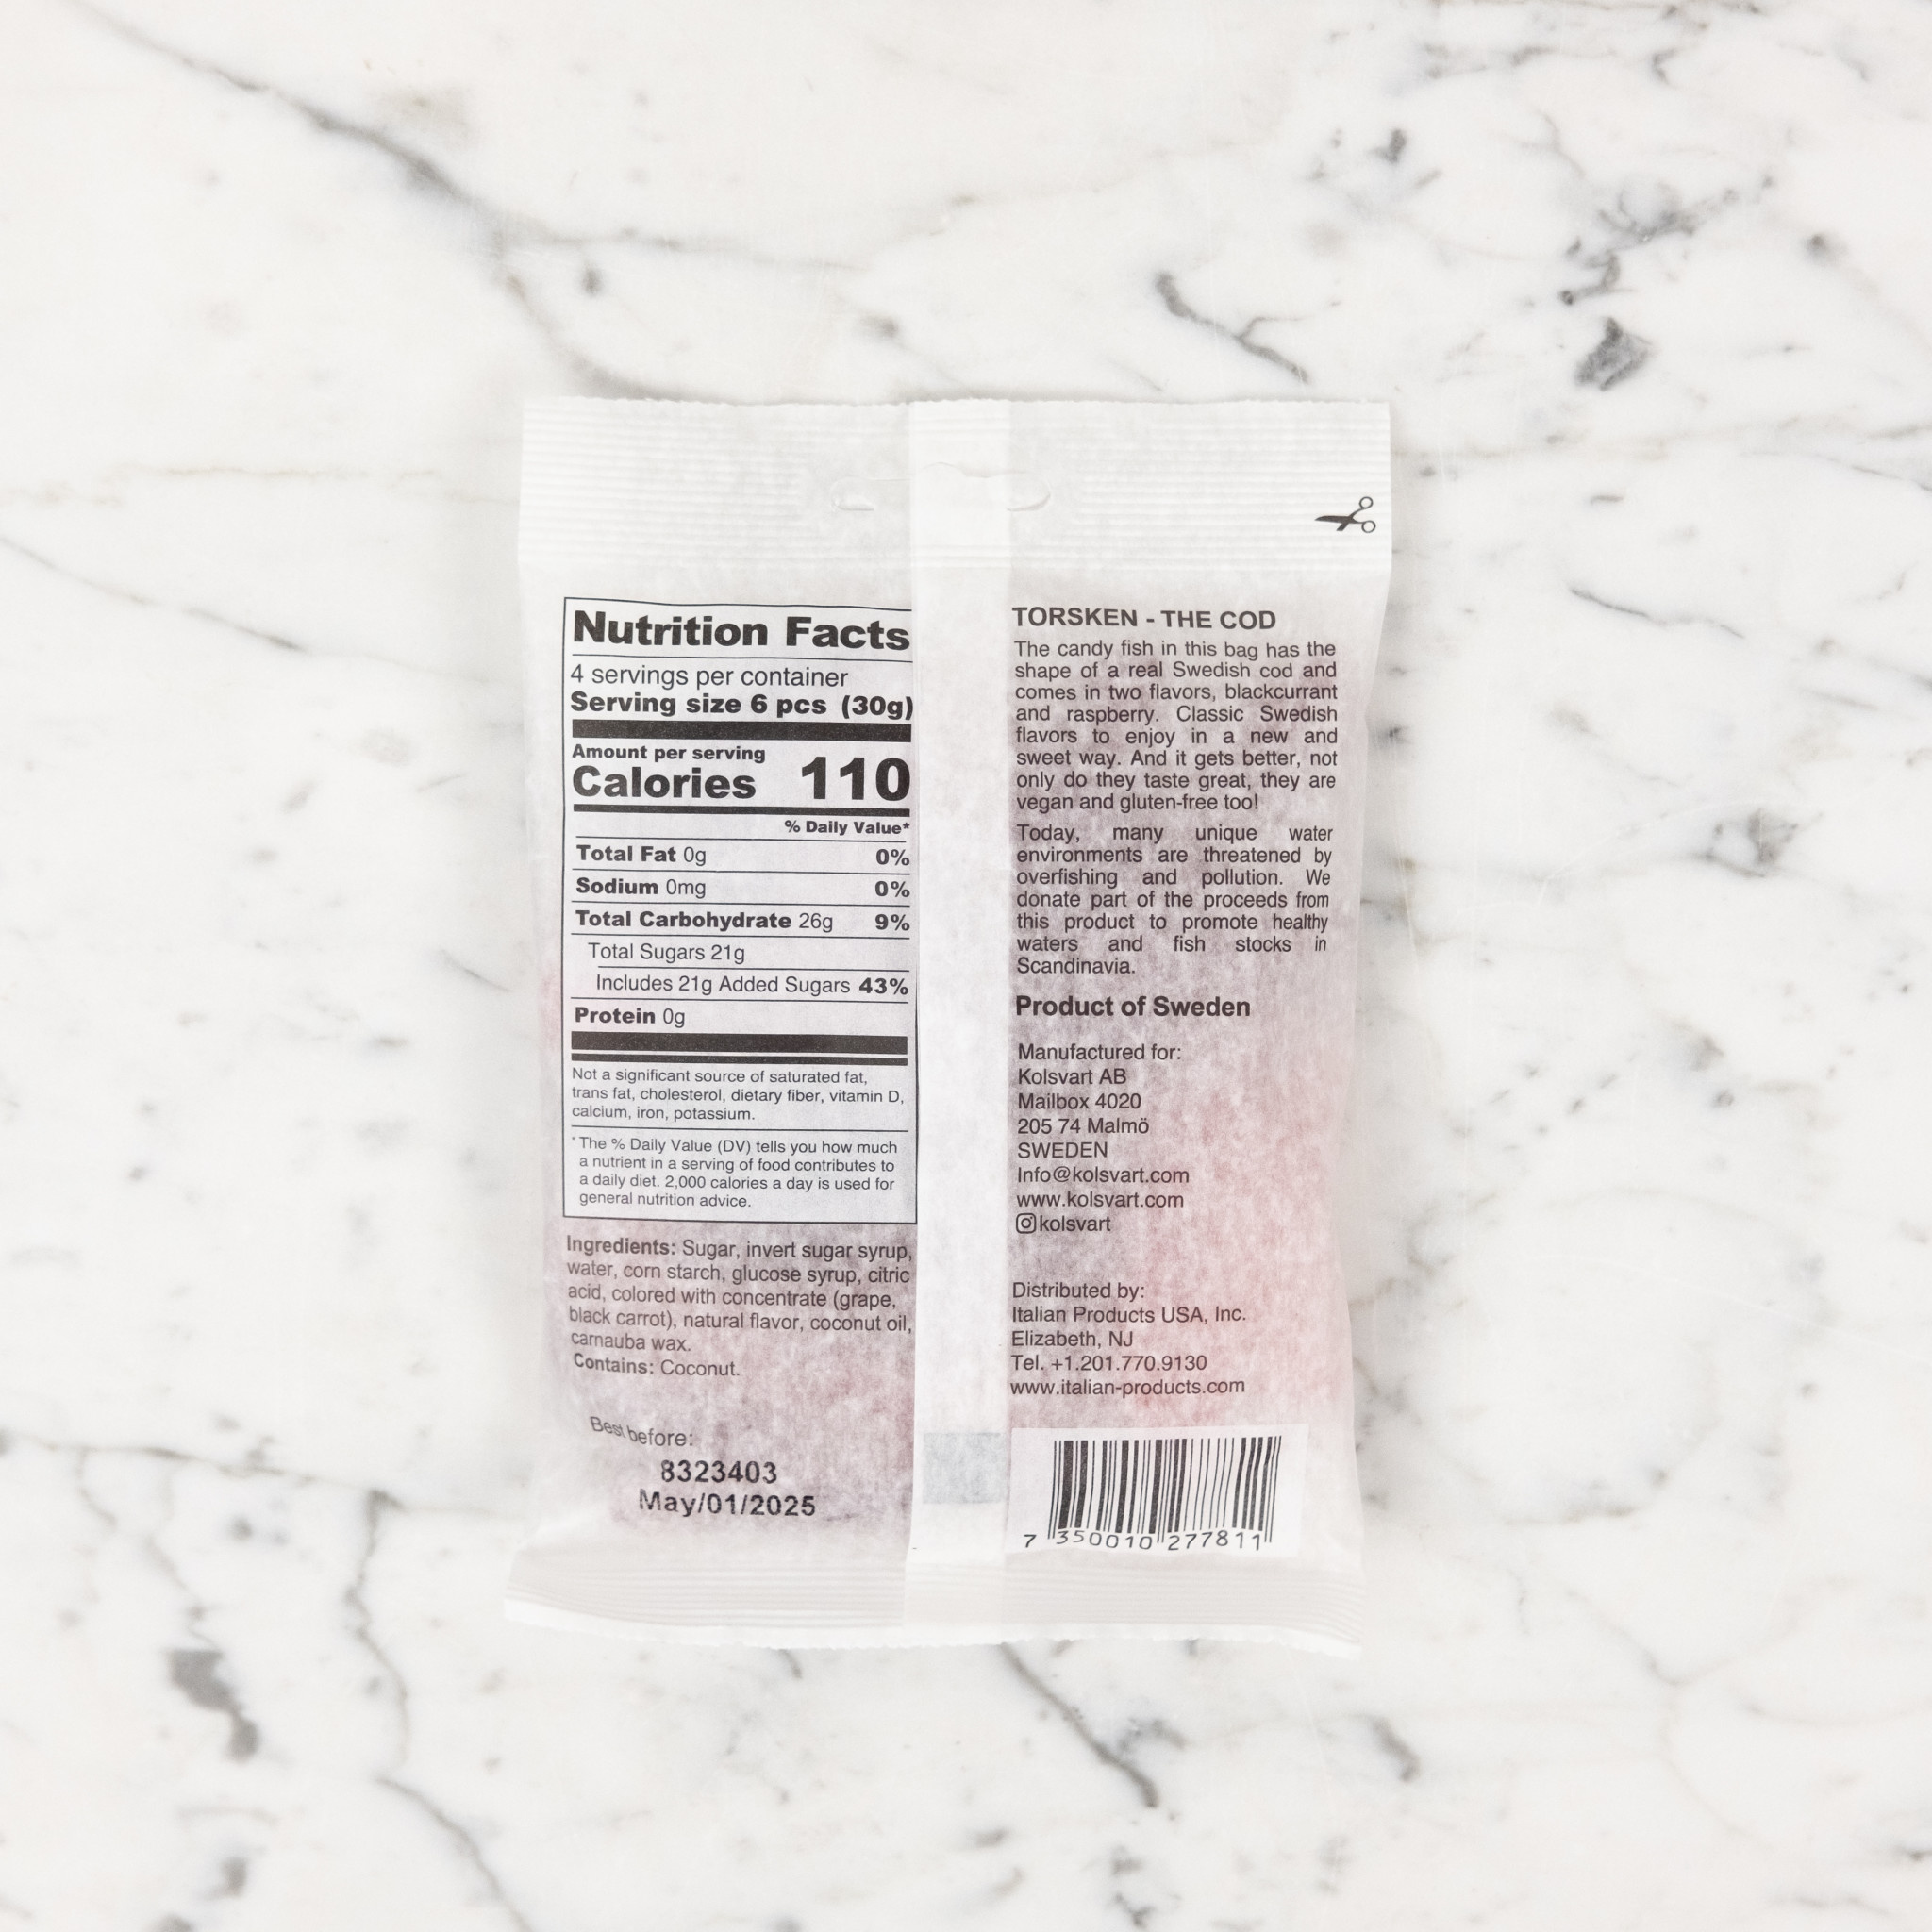 Nutrition Facts
4 servings per container
Serving size 6 pcs (30g)
Amount per serving
Calories 110
% Daily Value*
Total Fat 0g 0%
Sodium 0mg 0%
Total Carbohydrate 26g 9%
Total Sugars 21g
Includes 21g Added Sugars 43%
Protein 0g
Not a significant source of saturated fat,
trans fat, cholesterol, dietary fiber, vitamin D,
calcium, iron, potassium.
* The % Daily Value (DV) tells you how much
a nutrient in a serving of food contributes to
a daily diet. 2,000 calories a day is used for
general nutrition advice.
Ingredients: Sugar, invert sugar syrup,
water, corn starch, glucose syrup, citric
acid, colored with concentrate (grape,
black carrot), natural flavor, coconut oil,
carnauba wax.
Contains: Coconut.
Best before:
8323403
May/01/2025
TORSKEN - THE COD
The candy fish in this bag has the
shape of a real Swedish cod and
comes in two flavors, blackcurrant
and raspberry. Classic Swedish
flavors to enjoy in a new and
sweet way. And it gets better, not
only do they taste great, they are
vegan and gluten-free too!
Today, many unique water
environments are threatened by
overfishing and pollution. We
donate part of the proceeds from
this product to promote healthy
waters and fish stocks in
Scandinavia.
Product of Sweden
Manufactured for:
Kolsvart AB
Mailbox 4020
205 74 Malmö
SWEDEN
Info@kolsvart.com
www.kolsvart.com
kolsvart
Distributed by:
Italian Products USA, Inc.
Elizabeth, NJ
Tel. +1.201.770.9130
www.italian-products.com
7 350010 277811